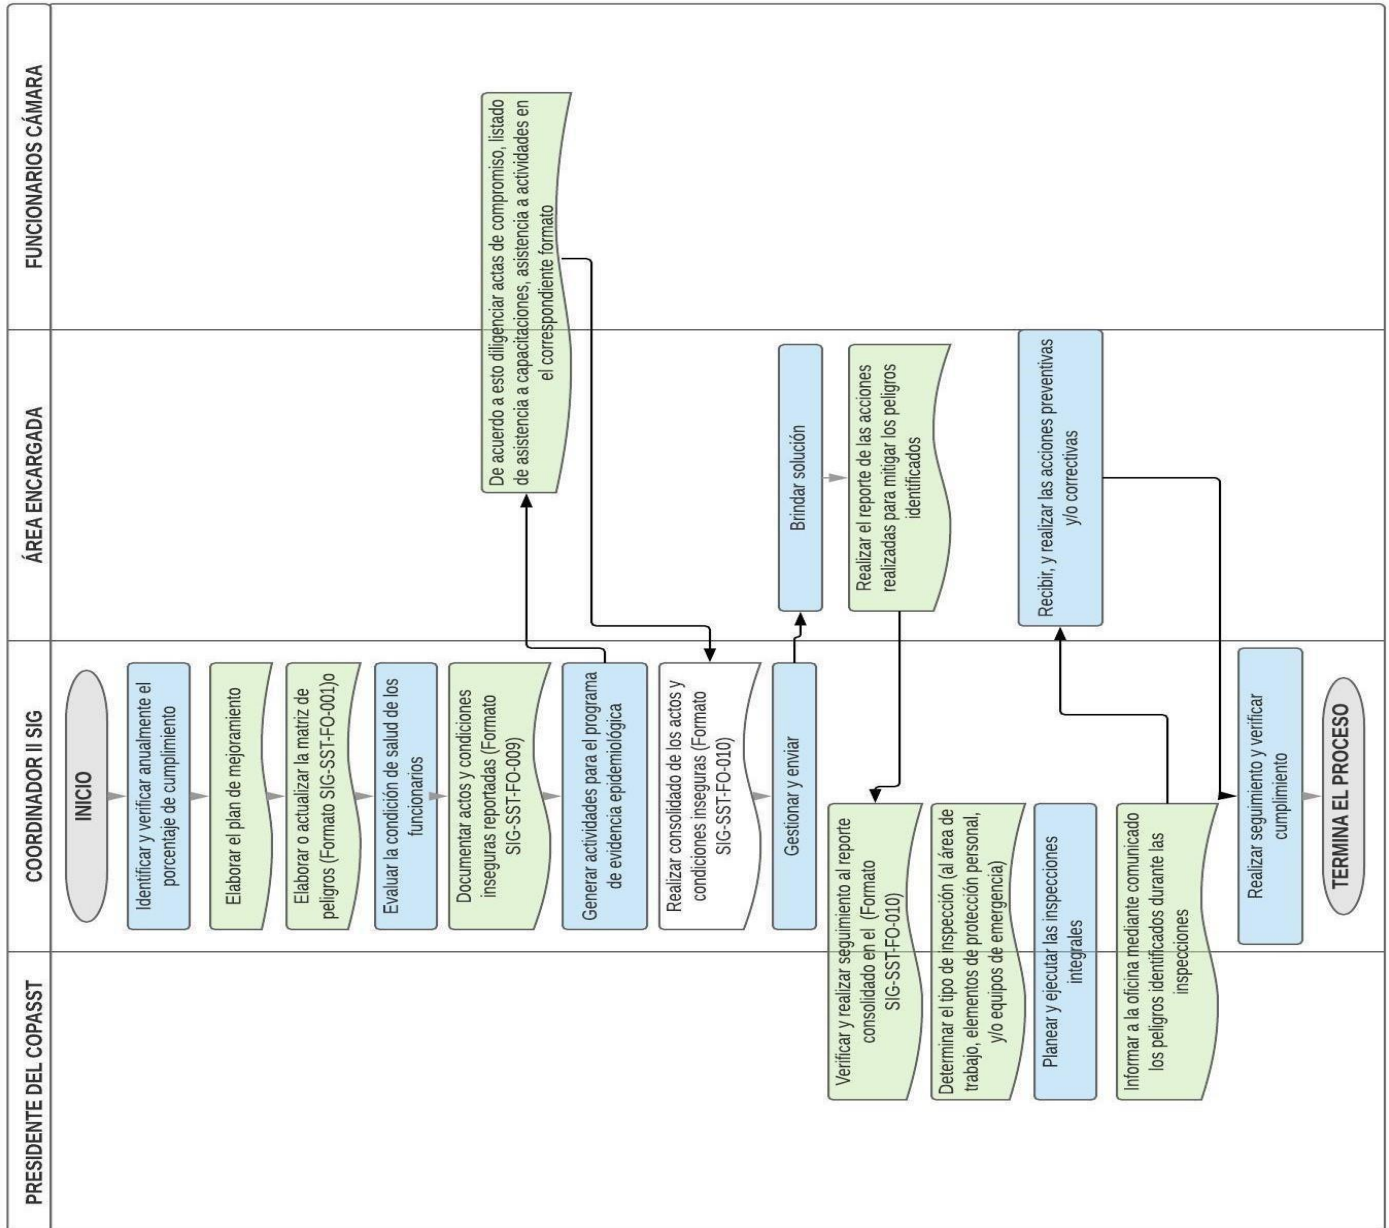 PRESIDENTE DEL COPASST
COORDINADOR II SIG
ÁREA ENCARGADA
FUNCIONARIOS CÁMARA
INICIO
Identificar y verificar anualmente el
porcentaje de cumplimiento
Elaborar el plan de mejoramiento
Elaborar o actualizar la matriz de
peligros (Formato SIG-SST-FO-001)o
Evaluar la condición de salud de los
funcionarios
Documentar actos y condiciones
inseguras reportadas (Formato
SIG-SST-FO-009)
Generar actividades para el programa
de evidencia epidemiológica
De acuerdo a esto diligenciar actas de compromiso, listado
de asistencia a capacitaciones, asistencia a actividades en
el correspondiente formato
Realizar consolidado de los actos y
condiciones inseguras (Formato
SIG-SST-FO-010)
Gestionar y enviar
Brindar solución
Realizar el reporte de las acciones
realizadas para mitigar los peligros
identificados
Verificar y realizar seguimiento al reporte
consolidado en el (Formato
SIG-SST-FO-010)
Determinar el tipo de inspección (al área de
trabajo, elementos de protección personal,
y/o equipos de emergencia)
Planear y ejecutar las inspecciones
integrales
Informar a la oficina mediante comunicado
los peligros identificados durante las
inspecciones
Recibir, y realizar las acciones preventivas
y/o correctivas
Realizar seguimiento y verificar
cumplimiento
TERMINA EL PROCESO